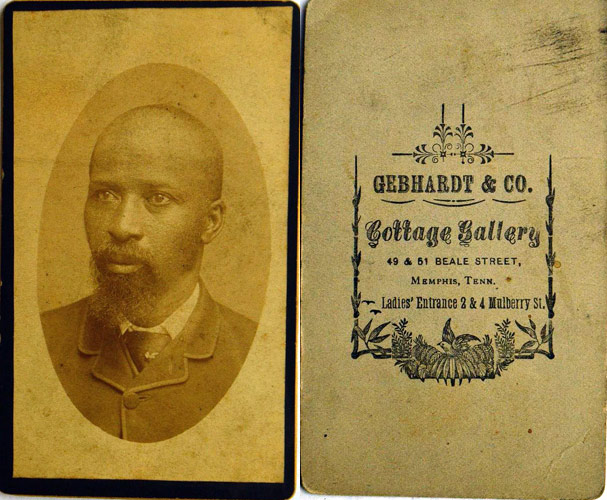 GEBHARDT & CO.
Cottage Gallery
49 & 51 BEALE STREET,
MEMPHIS, TENN.
Ladies' Entrance 2 & 4 Mulberry St.